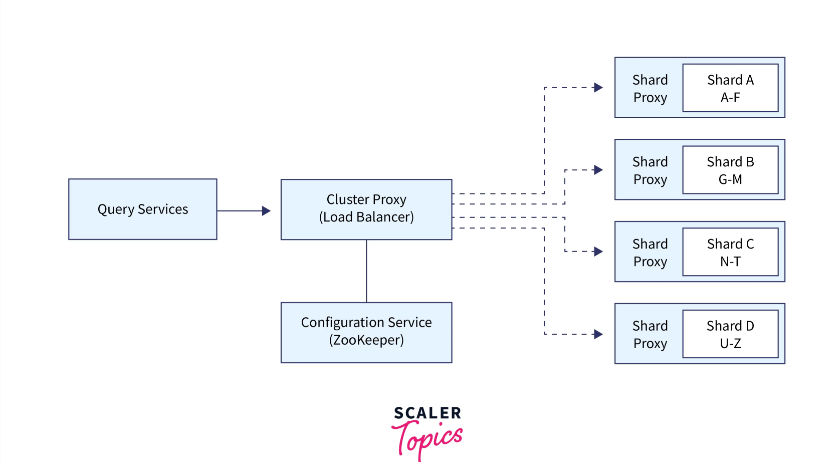 Query Services
Cluster Proxy
(Load Balancer)
Configuration Service
(ZooKeeper)
Shard
Proxy
Shard A
A-F
Shard
Proxy
Shard B
G-M
Shard
Proxy
Shard C
N-T
Shard
Proxy
Shard D
U-Z
SCALER
Topics